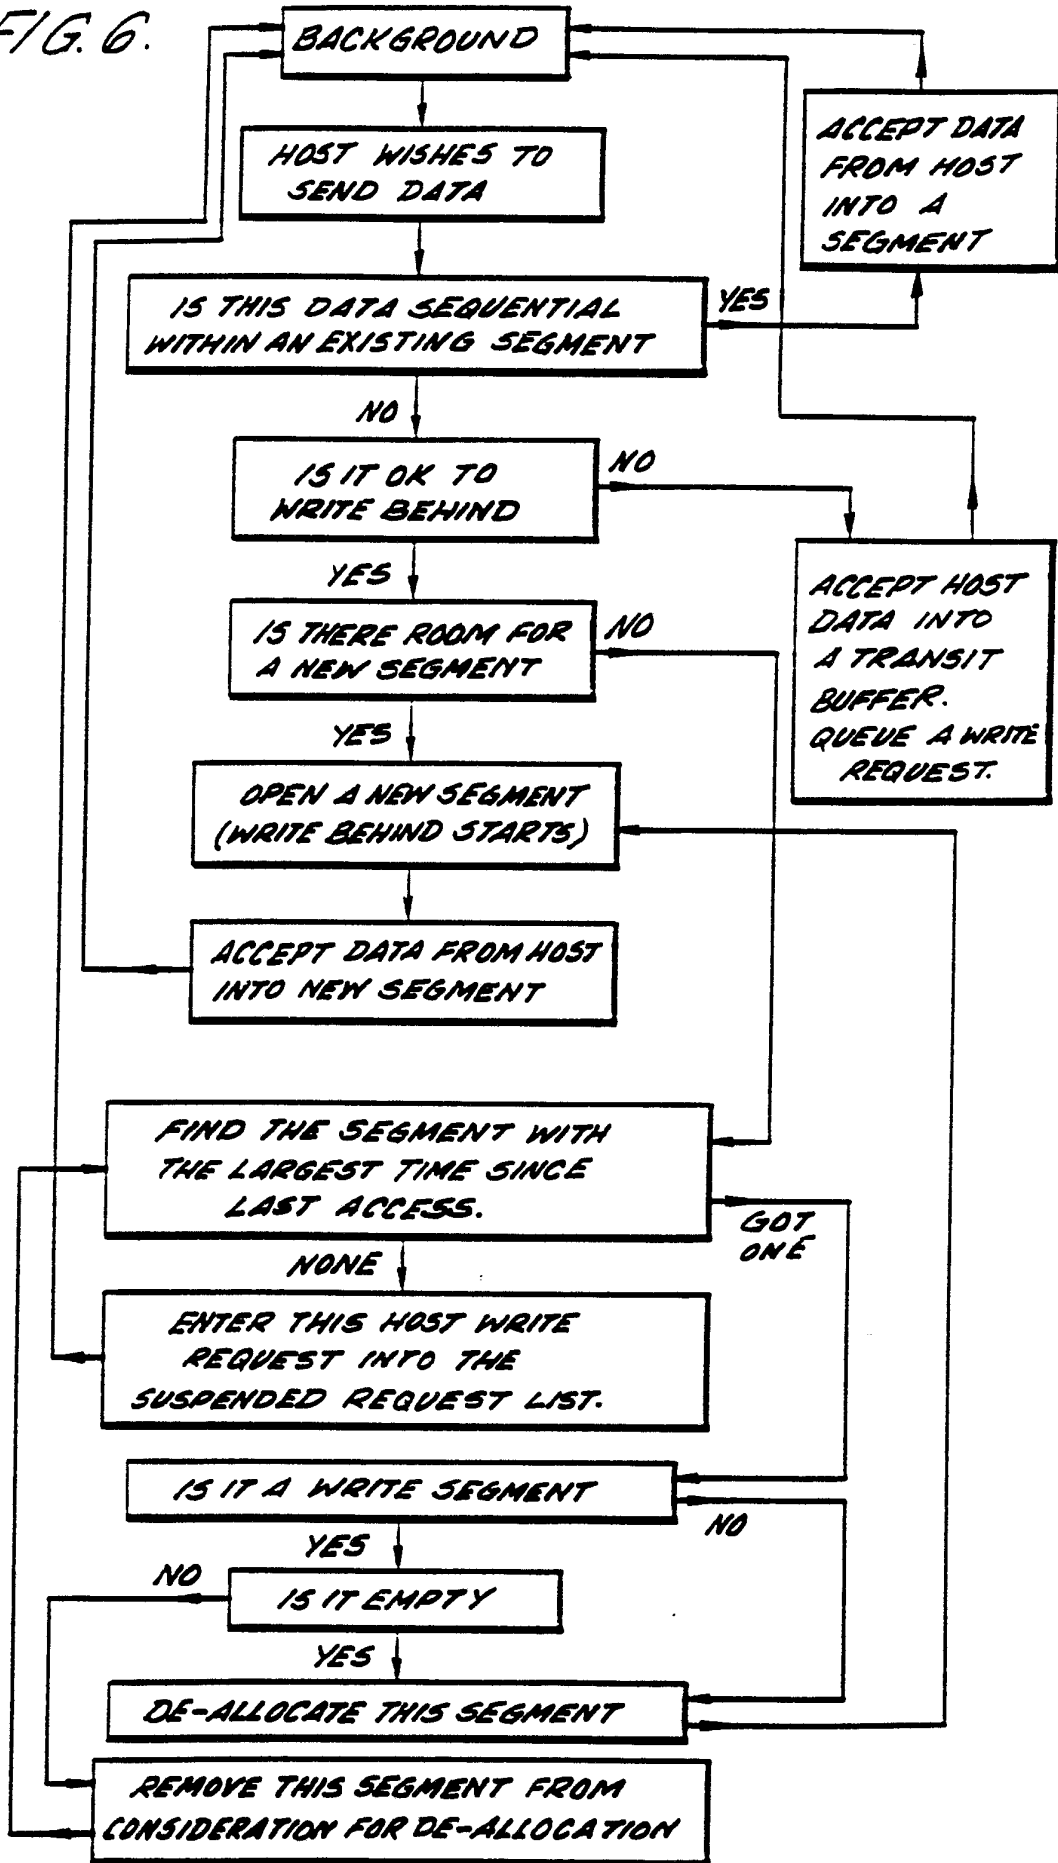 FIG. 6.
BACKGROUND
HOST WISHES TO
SEND DATA
IS THIS DATA SEQUENTIAL
WITHIN AN EXISTING SEGMENT
YES
ACCEPT DATA
FROM HOST
INTO A
SEGMENT
NO
IS IT OK TO
WRITE BEHIND
NO
ACCEPT HOST
DATA INTO
A TRANSIT
BUFFER.
QUEUE A WRITE
REQUEST.
YES
IS THERE ROOM FOR
A NEW SEGMENT
NO
YES
OPEN A NEW SEGMENT
(WRITE BEHIND STARTS)
ACCEPT DATA FROM HOST
INTO NEW SEGMENT
FIND THE SEGMENT WITH
THE LARGEST TIME SINCE
LAST ACCESS.
GOT
ONE
NONE
ENTER THIS HOST WRITE
REQUEST INTO THE
SUSPENDED REQUEST LIST.
IS IT A WRITE SEGMENT
NO
YES
NO
IS IT EMPTY
YES
DE-ALLOCATE THIS SEGMENT
REMOVE THIS SEGMENT FROM
CONSIDERATION FOR DE-ALLOCATION